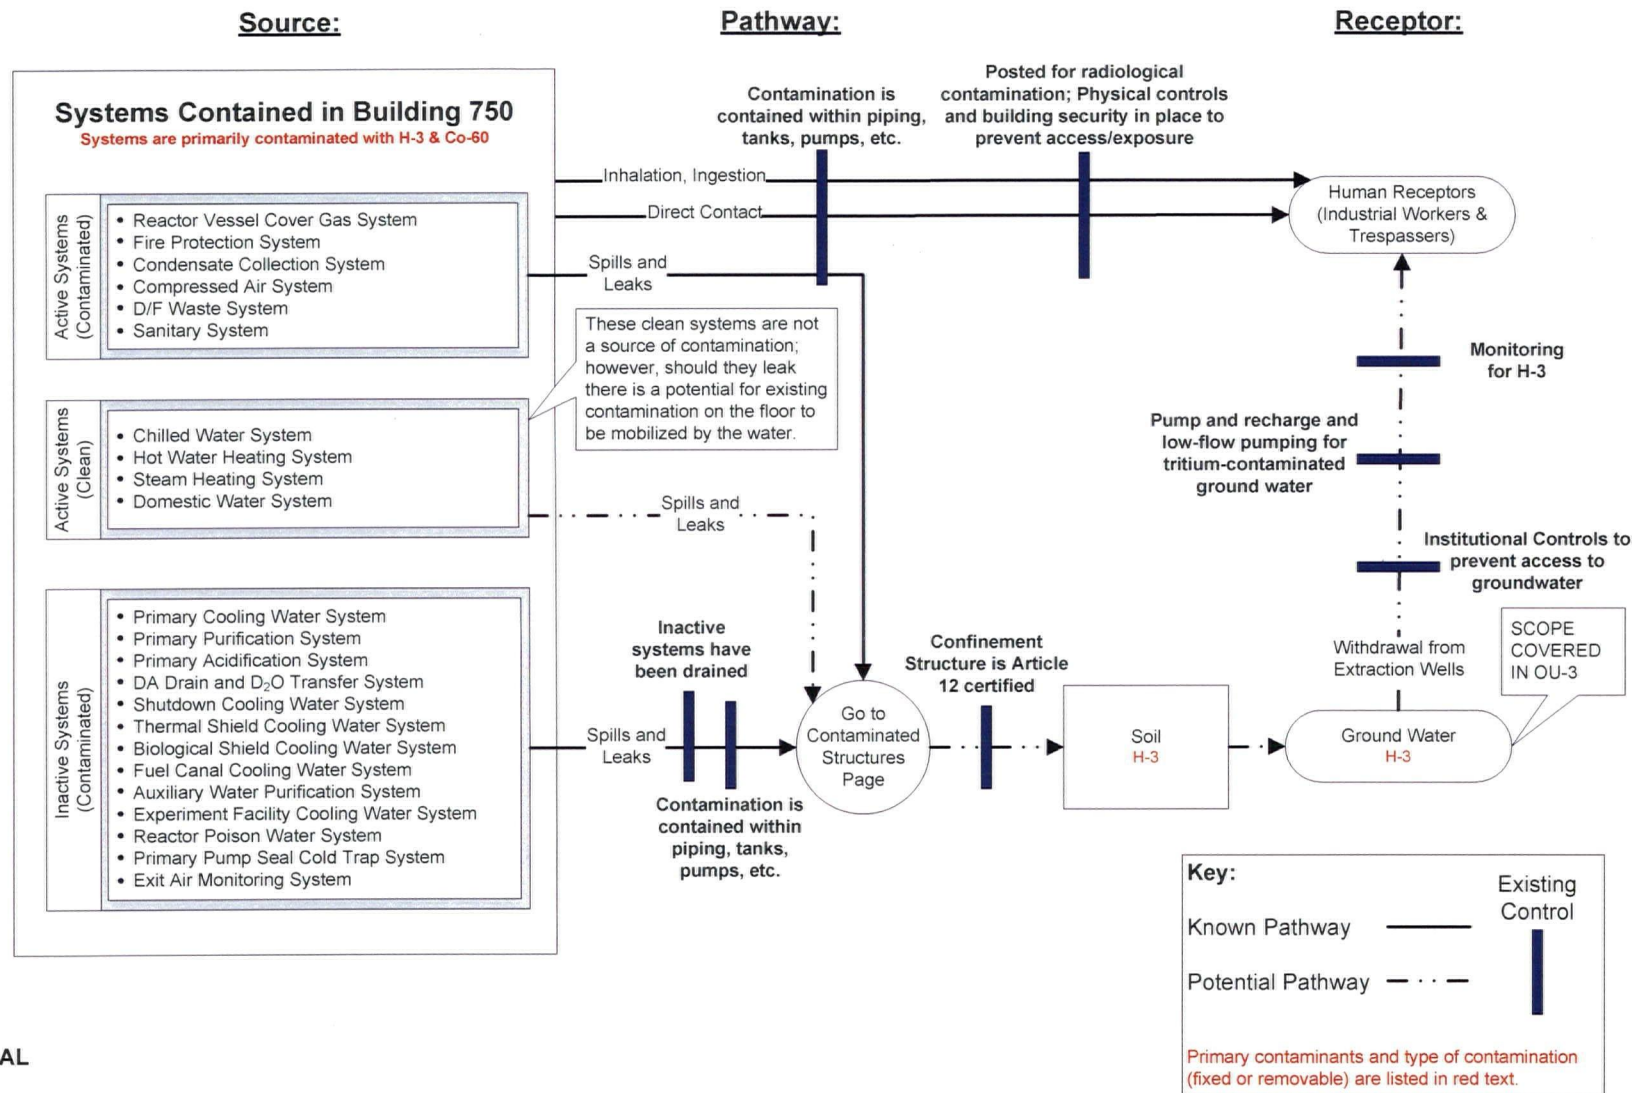 Source:
Pathway:
Receptor:
Systems Contained in Building 750
Systems are primarily contaminated with H-3 & Co-60
Active Systems
(Contaminated)
• Reactor Vessel Cover Gas System
• Fire Protection System
• Condensate Collection System
• Compressed Air System
• D/F Waste System
• Sanitary System
Active Systems
(Clean)
• Chilled Water System
• Hot Water Heating System
• Steam Heating System
• Domestic Water System
Inactive Systems
(Contaminated)
• Primary Cooling Water System
• Primary Purification System
• Primary Acidification System
• DA Drain and D₂O Transfer System
• Shutdown Cooling Water System
• Thermal Shield Cooling Water System
• Biological Shield Cooling Water System
• Fuel Canal Cooling Water System
• Auxiliary Water Purification System
• Experiment Facility Cooling Water System
• Reactor Poison Water System
• Primary Pump Seal Cold Trap System
• Exit Air Monitoring System
Contamination is
contained within piping,
tanks, pumps, etc.
Posted for radiological
contamination; Physical controls
and building security in place to
prevent access/exposure
Inhalation, Ingestion
Direct Contact
Spills and
Leaks
These clean systems are not
a source of contamination;
however, should they leak
there is a potential for existing
contamination on the floor to
be mobilized by the water.
Spills and
Leaks
Inactive
systems have
been drained
Spills and
Leaks
Contamination is
contained within
piping, tanks,
pumps, etc.
Go to
Contaminated
Structures
Page
Confinement
Structure is Article
12 certified
Soil
H-3
Human Receptors
(Industrial Workers &
Trespassers)
Monitoring
for H-3
Pump and recharge and
low-flow pumping for
tritium-contaminated
ground water
Institutional Controls to
prevent access to
groundwater
Withdrawal from
Extraction Wells
SCOPE
COVERED
IN OU-3
Ground Water
H-3
Key:
Existing
Control
Known Pathway
Potential Pathway
Primary contaminants and type of contamination
(fixed or removable) are listed in red text.
AL